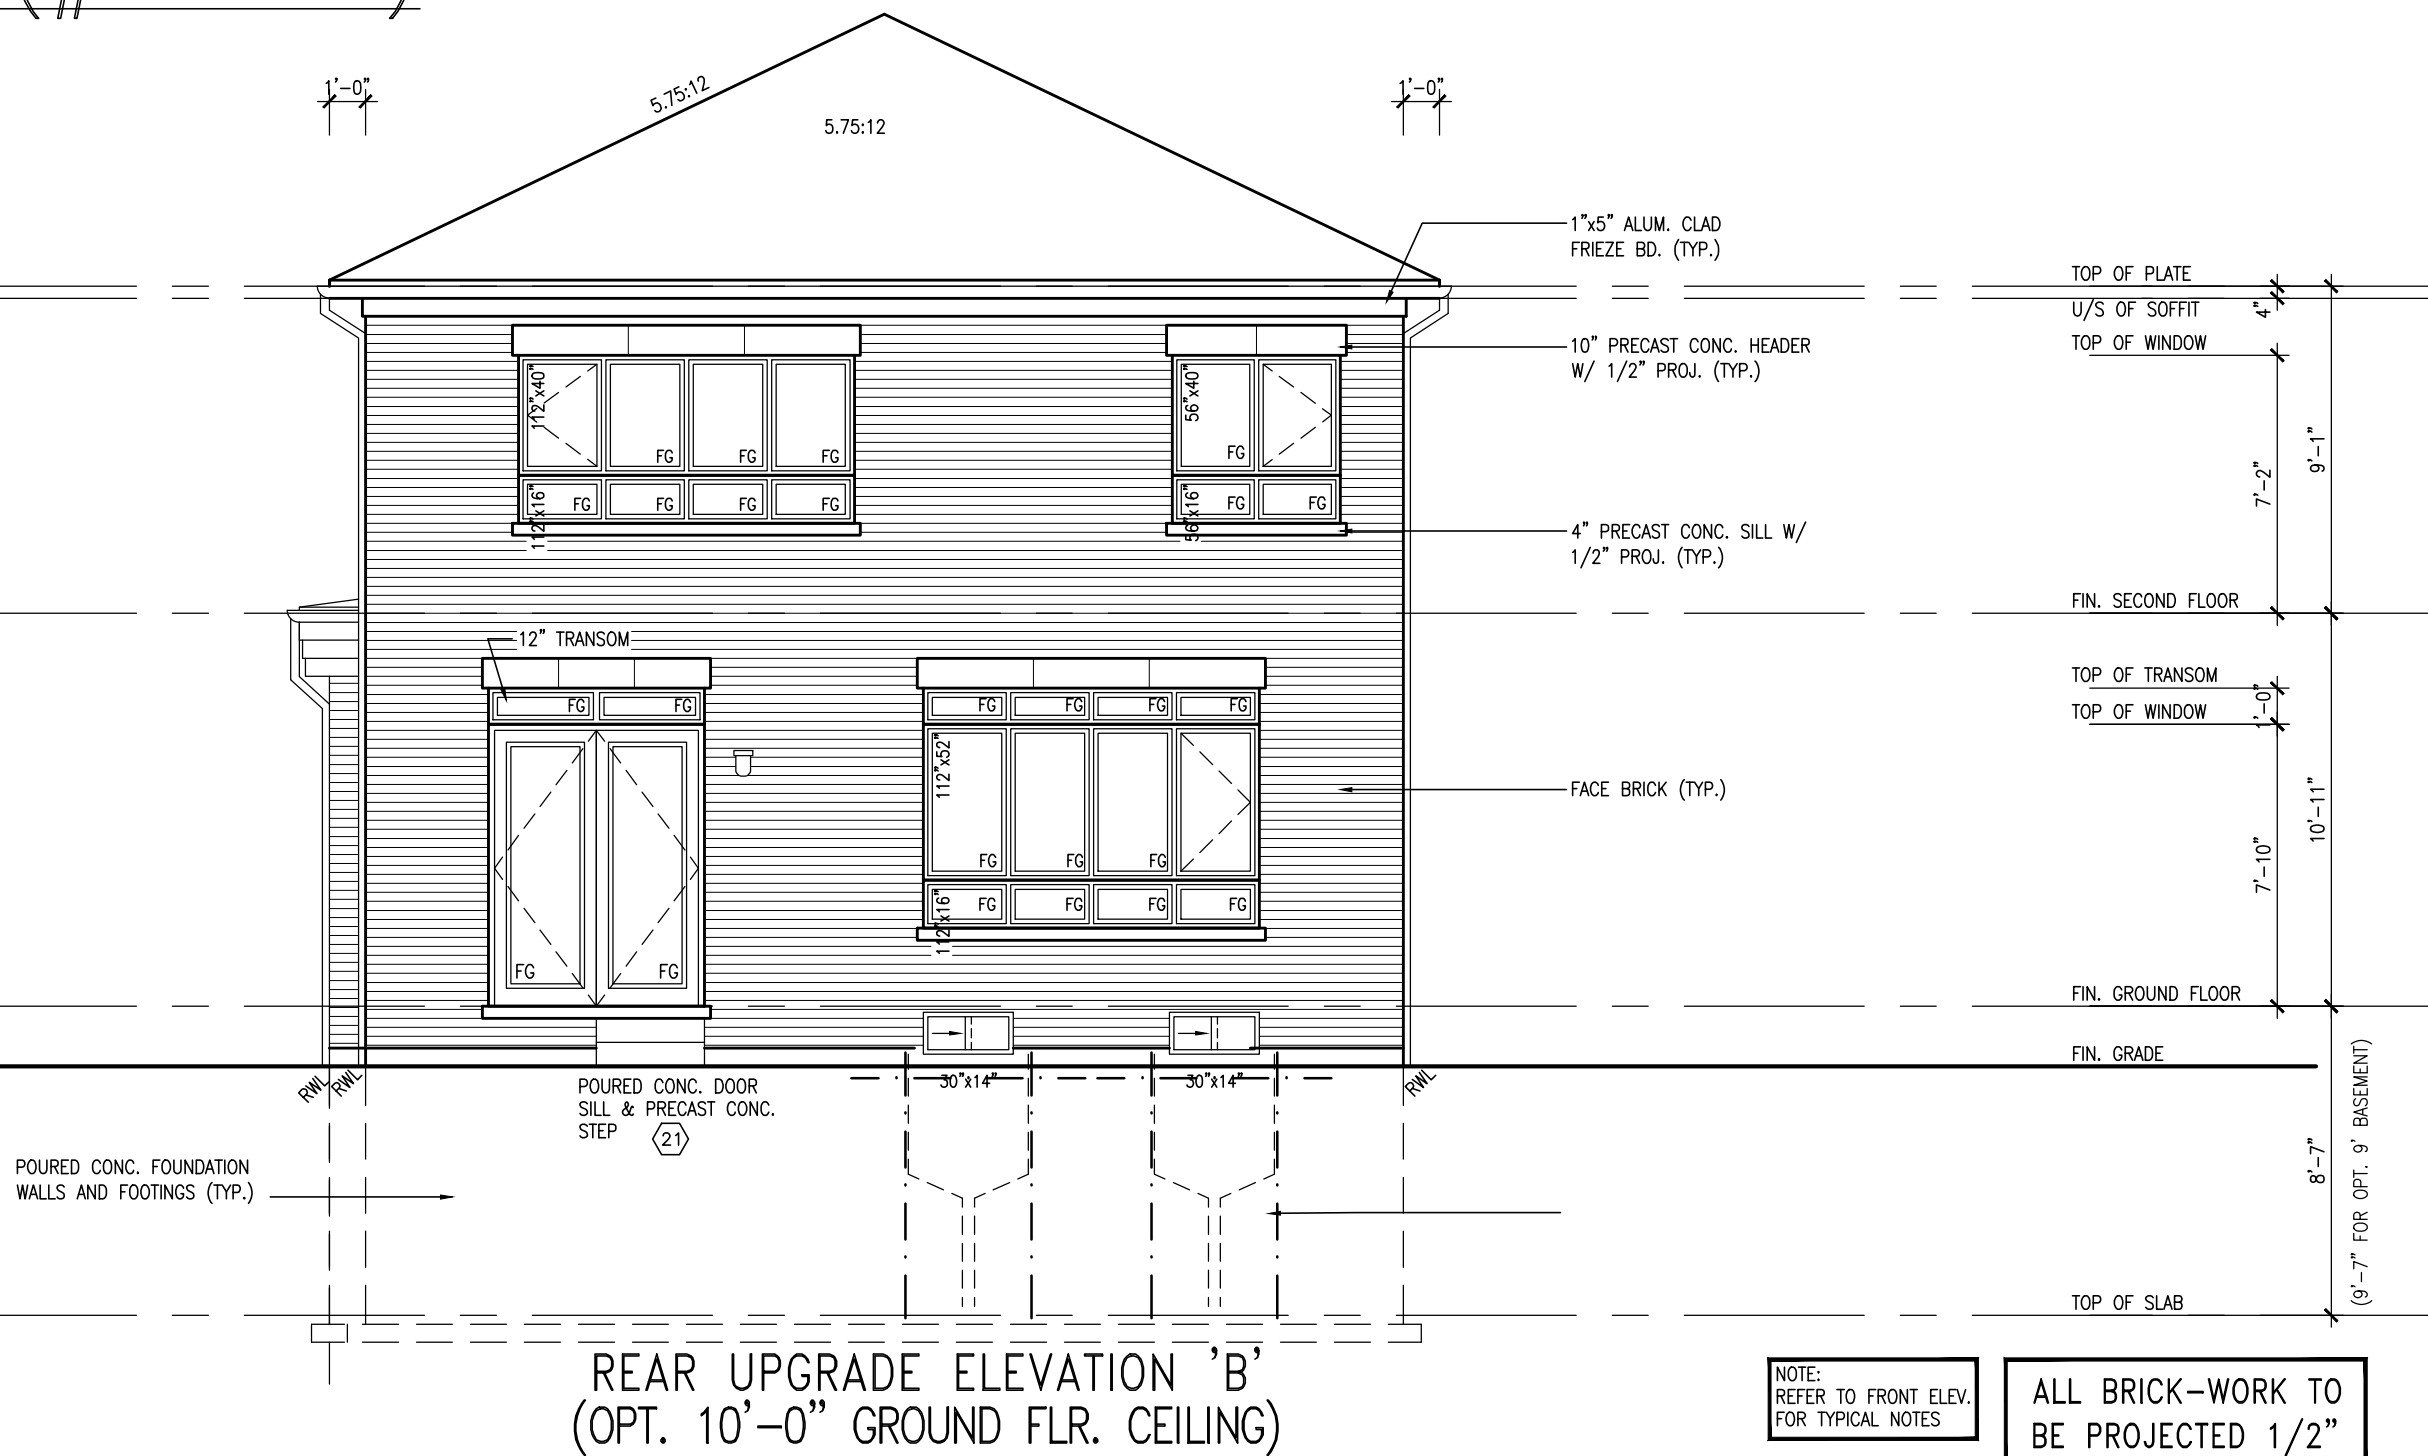 1'-0"
5.75:12
5.75:12
1'-0"
1"x5" ALUM. CLAD
FRIEZE BD. (TYP.)
TOP OF PLATE
U/S OF SOFFIT
4"
TOP OF WINDOW
10" PRECAST CONC. HEADER
W/ 1/2" PROJ. (TYP.)
112"x40"
FG
FG
FG
56"x40"
FG
9'-1"
7'-2"
112"x16"
FG
FG
FG
FG
56"x16"
FG
FG
4" PRECAST CONC. SILL W/
1/2" PROJ. (TYP.)
FIN. SECOND FLOOR
12" TRANSOM
TOP OF TRANSOM
1'-0"
TOP OF WINDOW
FG
FG
FG
FG
FG
FG
112"x52"
FACE BRICK (TYP.)
10'-11"
7'-10"
FG
FG
FG
112"x16"
FG
FG
FG
FG
FG
FG
FIN. GROUND FLOOR
FIN. GRADE
RWL
RWL
POURED CONC. DOOR
SILL & PRECAST CONC.
STEP
21
30"x14"
30"x14"
RWL
POURED CONC. FOUNDATION
WALLS AND FOOTINGS (TYP.)
8'-7"
(9'-7" FOR OPT. 9' BASEMENT)
TOP OF SLAB
REAR UPGRADE ELEVATION 'B'
(OPT. 10'-0" GROUND FLR. CEILING)
NOTE:
REFER TO FRONT ELEV.
FOR TYPICAL NOTES
ALL BRICK-WORK TO
BE PROJECTED 1/2"